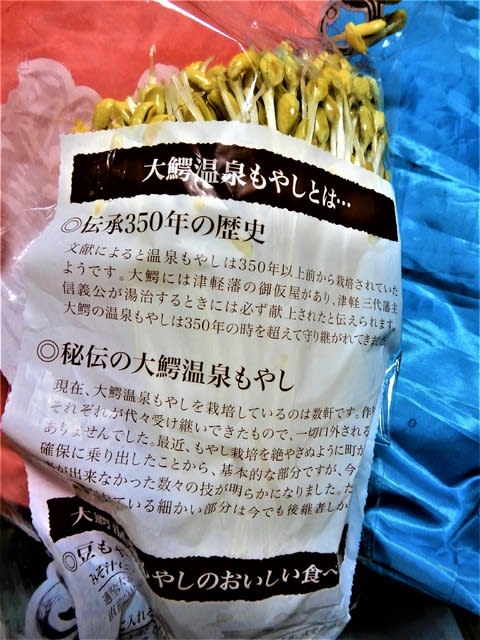 大鰐温泉もやしとは…
◎伝承350年の歴史
文献によると温泉もやしは350年以上前から栽培されていた
ようです。大鰐には津軽藩の御仮屋があり、津軽三代藩主
信義公が湯治するときには必ず献上されたと伝えられます
大鰐の温泉もやしは350年の時を超えて守り継がれてきま
◎秘伝の大鰐温泉もやし
現在、大鰐温泉もやしを栽培しているのは数軒です。作
それぞれが代々受け継いできたもので、一切口外される
ありませんでした。最近、もやし栽培を絶やさぬように町が
確保に乗り出したことから、基本的な部分ですが、今
が出来なかった数々の技が明らかになりました。た
ている細かい部分は今でも後継者しか
大鰐
もやしのおいしい食べ
◎豆もや